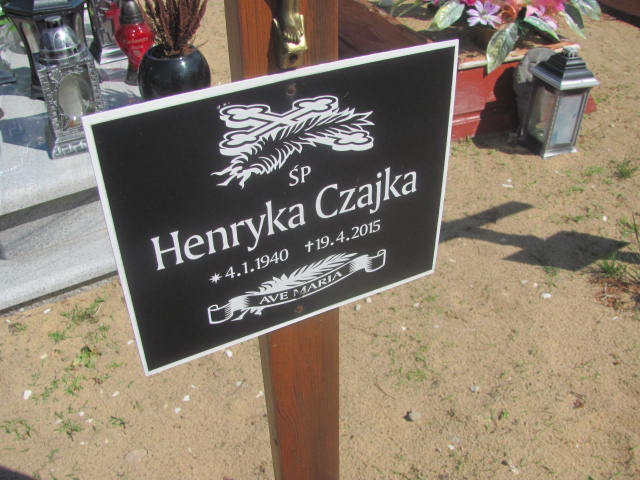 ŚP
Henryka Czajka
* 4.1.1940 †19.4.2015
AVE MARIA